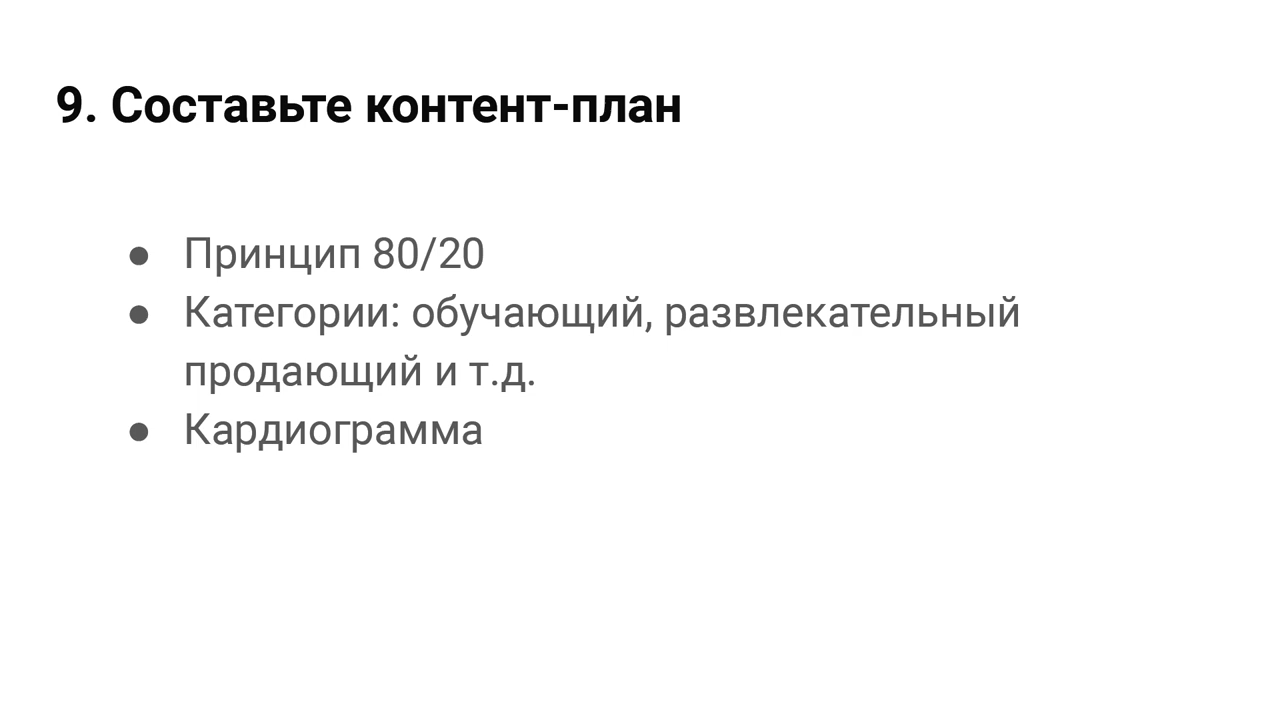 9. Составьте контент-план
● Принцип 80/20
● Категории: обучающий, развлекательный
продающий и т.д.
● Кардиограмма